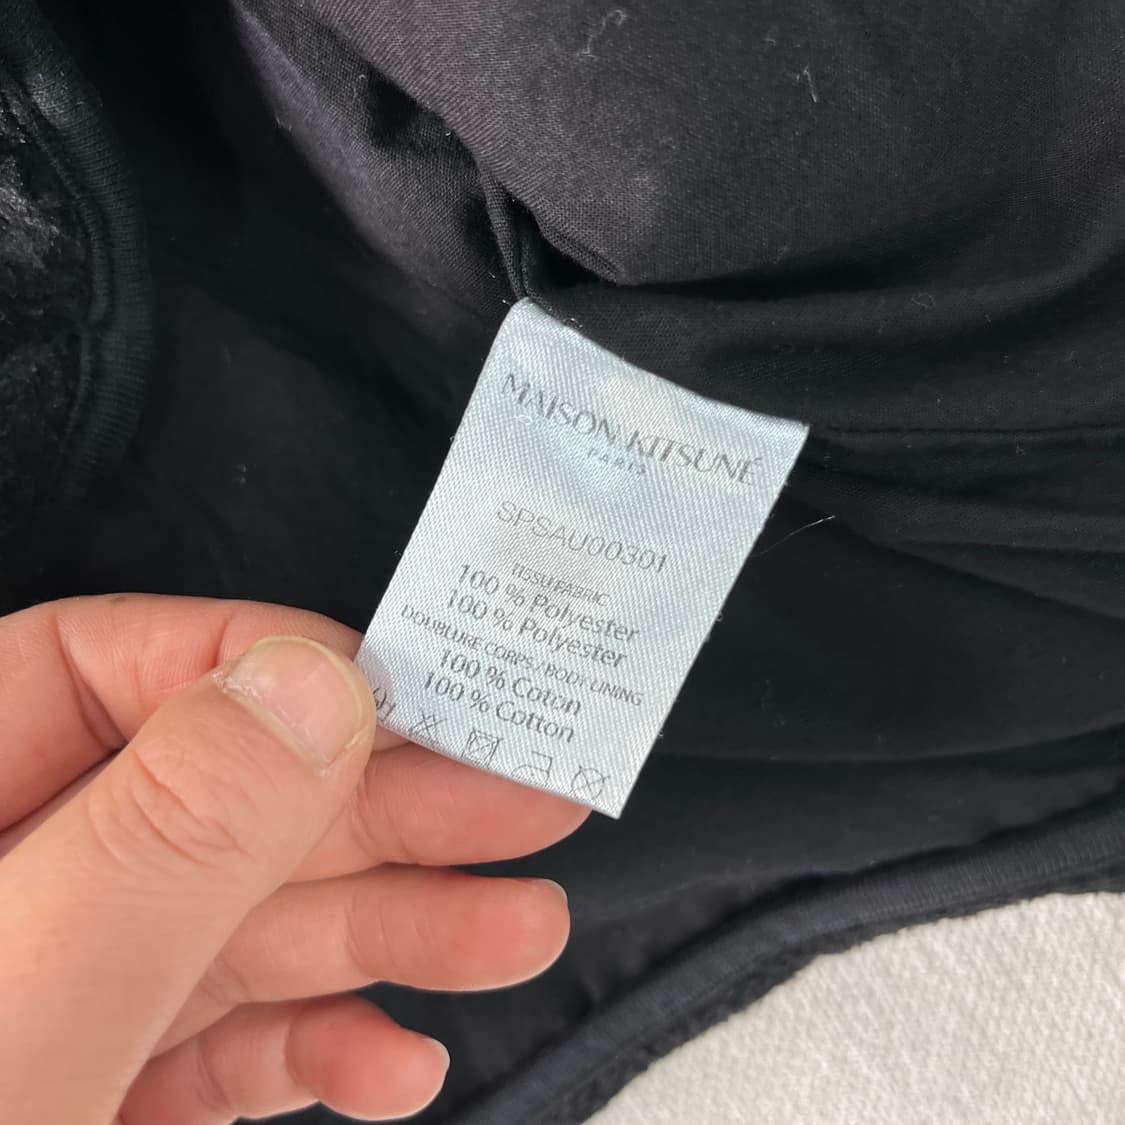 MAISON KITSUNÉ
PARIS
SPSAU00301
TISSU FABRIC
100 % Polyester
100 % Polyester
DOUBLURE CORPS / BODY LINING
100 % Coton
100 % Cotton